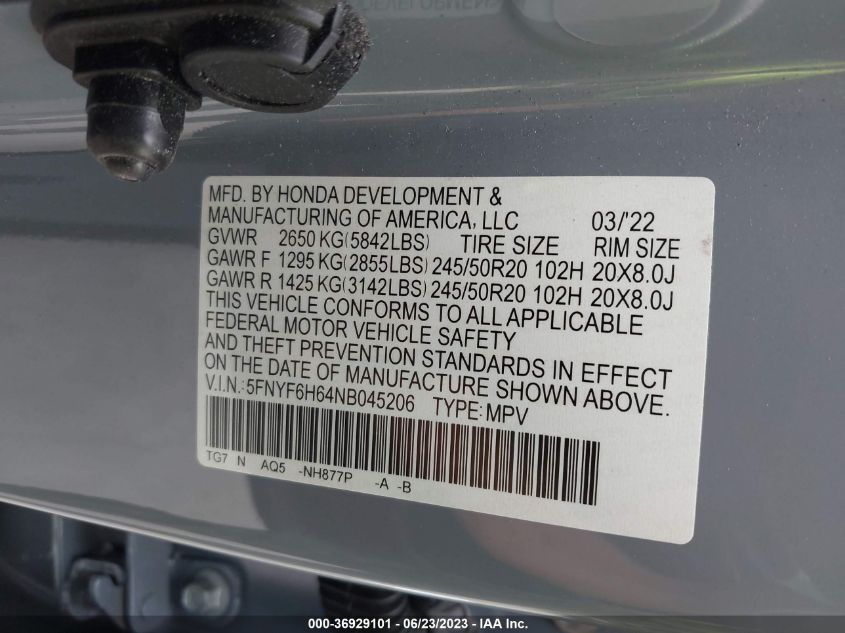 MFD. BY HONDA DEVELOPMENT &
MANUFACTURING OF AMERICA, LLC 03/'22
GVWR 2650 KG(5842LBS) TIRE SIZE RIM SIZE
GAWR F 1295 KG(2855LBS) 245/50R20 102H 20X8.0J
GAWR R 1425 KG(3142LBS) 245/50R20 102H 20X8.0J
THIS VEHICLE CONFORMS TO ALL APPLICABLE
FEDERAL MOTOR VEHICLE SAFETY
AND THEFT PREVENTION STANDARDS IN EFFECT
ON THE DATE OF MANUFACTURE SHOWN ABOVE.
V.I.N.:5FNYF6H64NB045206 TYPE:MPV
TG7 N AQ5 -NH877P -A -B
000-36929101 - 06/23/2023 - IAA Inc.